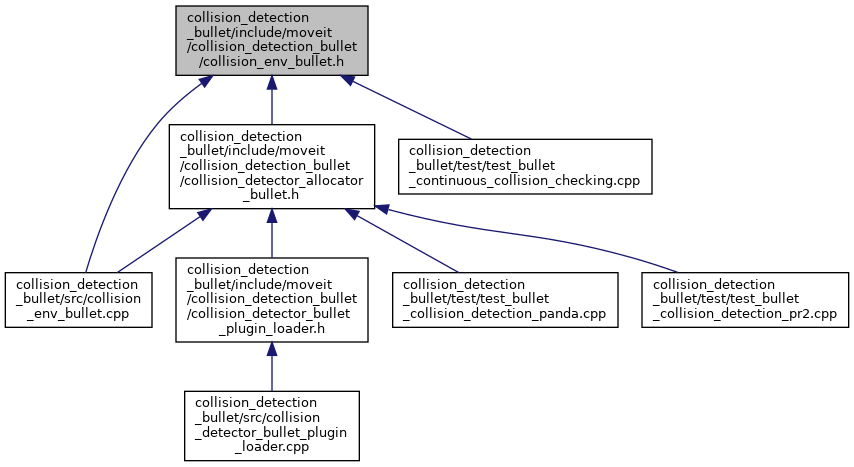 collision_detection
_bullet/include/moveit
/collision_detection_bullet
/collision_env_bullet.h
collision_detection
_bullet/include/moveit
/collision_detection_bullet
/collision_detector_allocator
_bullet.h
collision_detection
_bullet/test/test_bullet
_continuous_collision_checking.cpp
collision_detection
_bullet/src/collision
_env_bullet.cpp
collision_detection
_bullet/include/moveit
/collision_detection_bullet
/collision_detector_bullet
_plugin_loader.h
collision_detection
_bullet/test/test_bullet
_collision_detection_panda.cpp
collision_detection
_bullet/test/test_bullet
_collision_detection_pr2.cpp
collision_detection
_bullet/src/collision
_detector_bullet_plugin
_loader.cpp